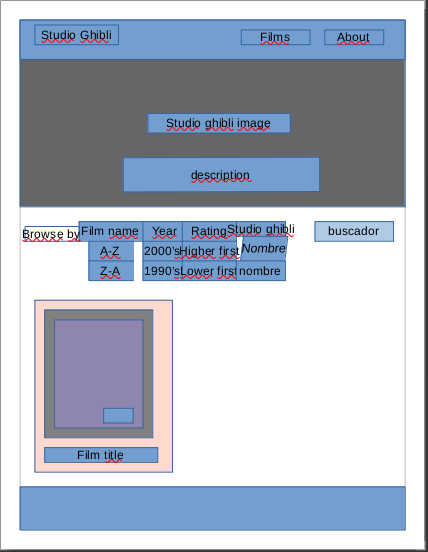 Studio Ghibli
Films
About
Studio ghibli image
description
Browse by
Film name
Year
Rating
Studio ghibli
buscador
A-Z
2000's
Higher first
Nombre
Z-A
1990's
Lower first
nombre
Film title